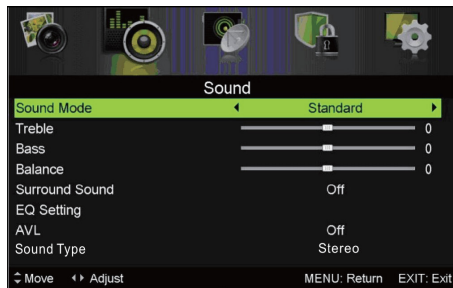 Sound
Sound Mode Standard
Treble 0
Bass 0
Balance 0
Surround Sound Off
EQ Setting
AVL Off
Sound Type Stereo
Move Adjust MENU: Return EXIT: Exit